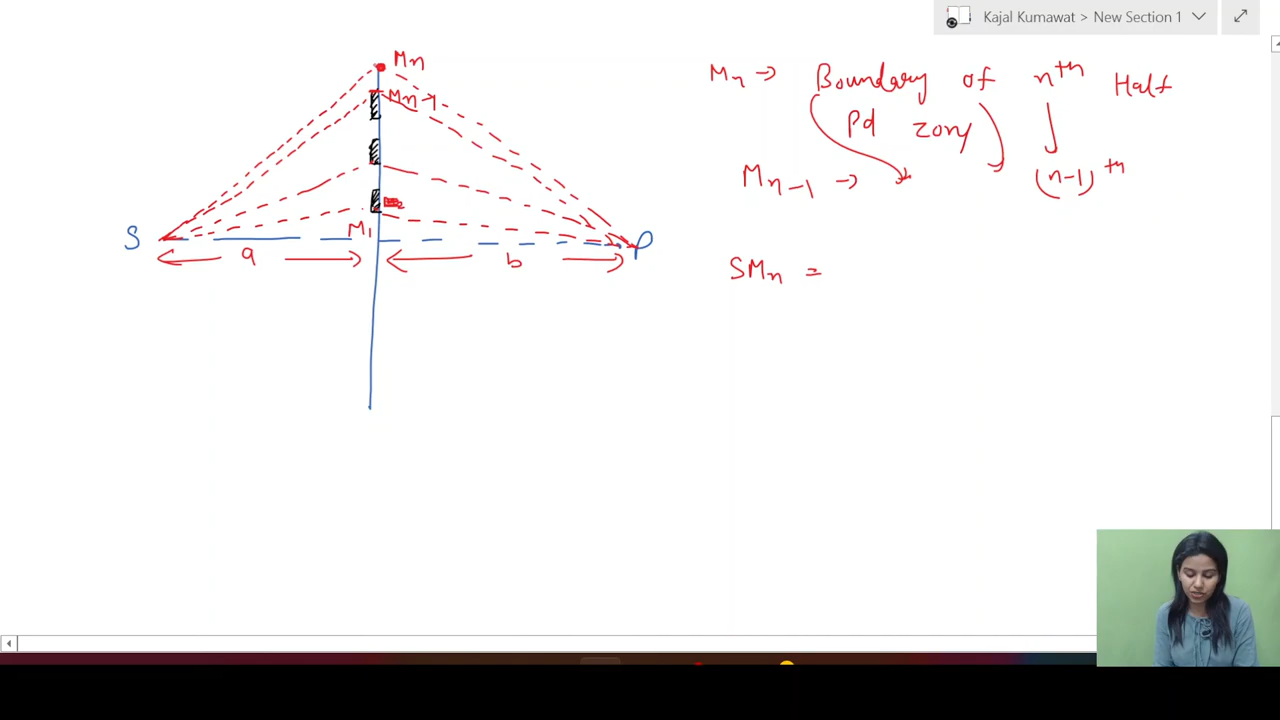 Kajal Kumawat > New Section 1
Mn
Mn-1
M1
S
P
a
b
Mn → Boundary of nth Half
Pd zone
Mn-1 → (n-1)th
SMn =